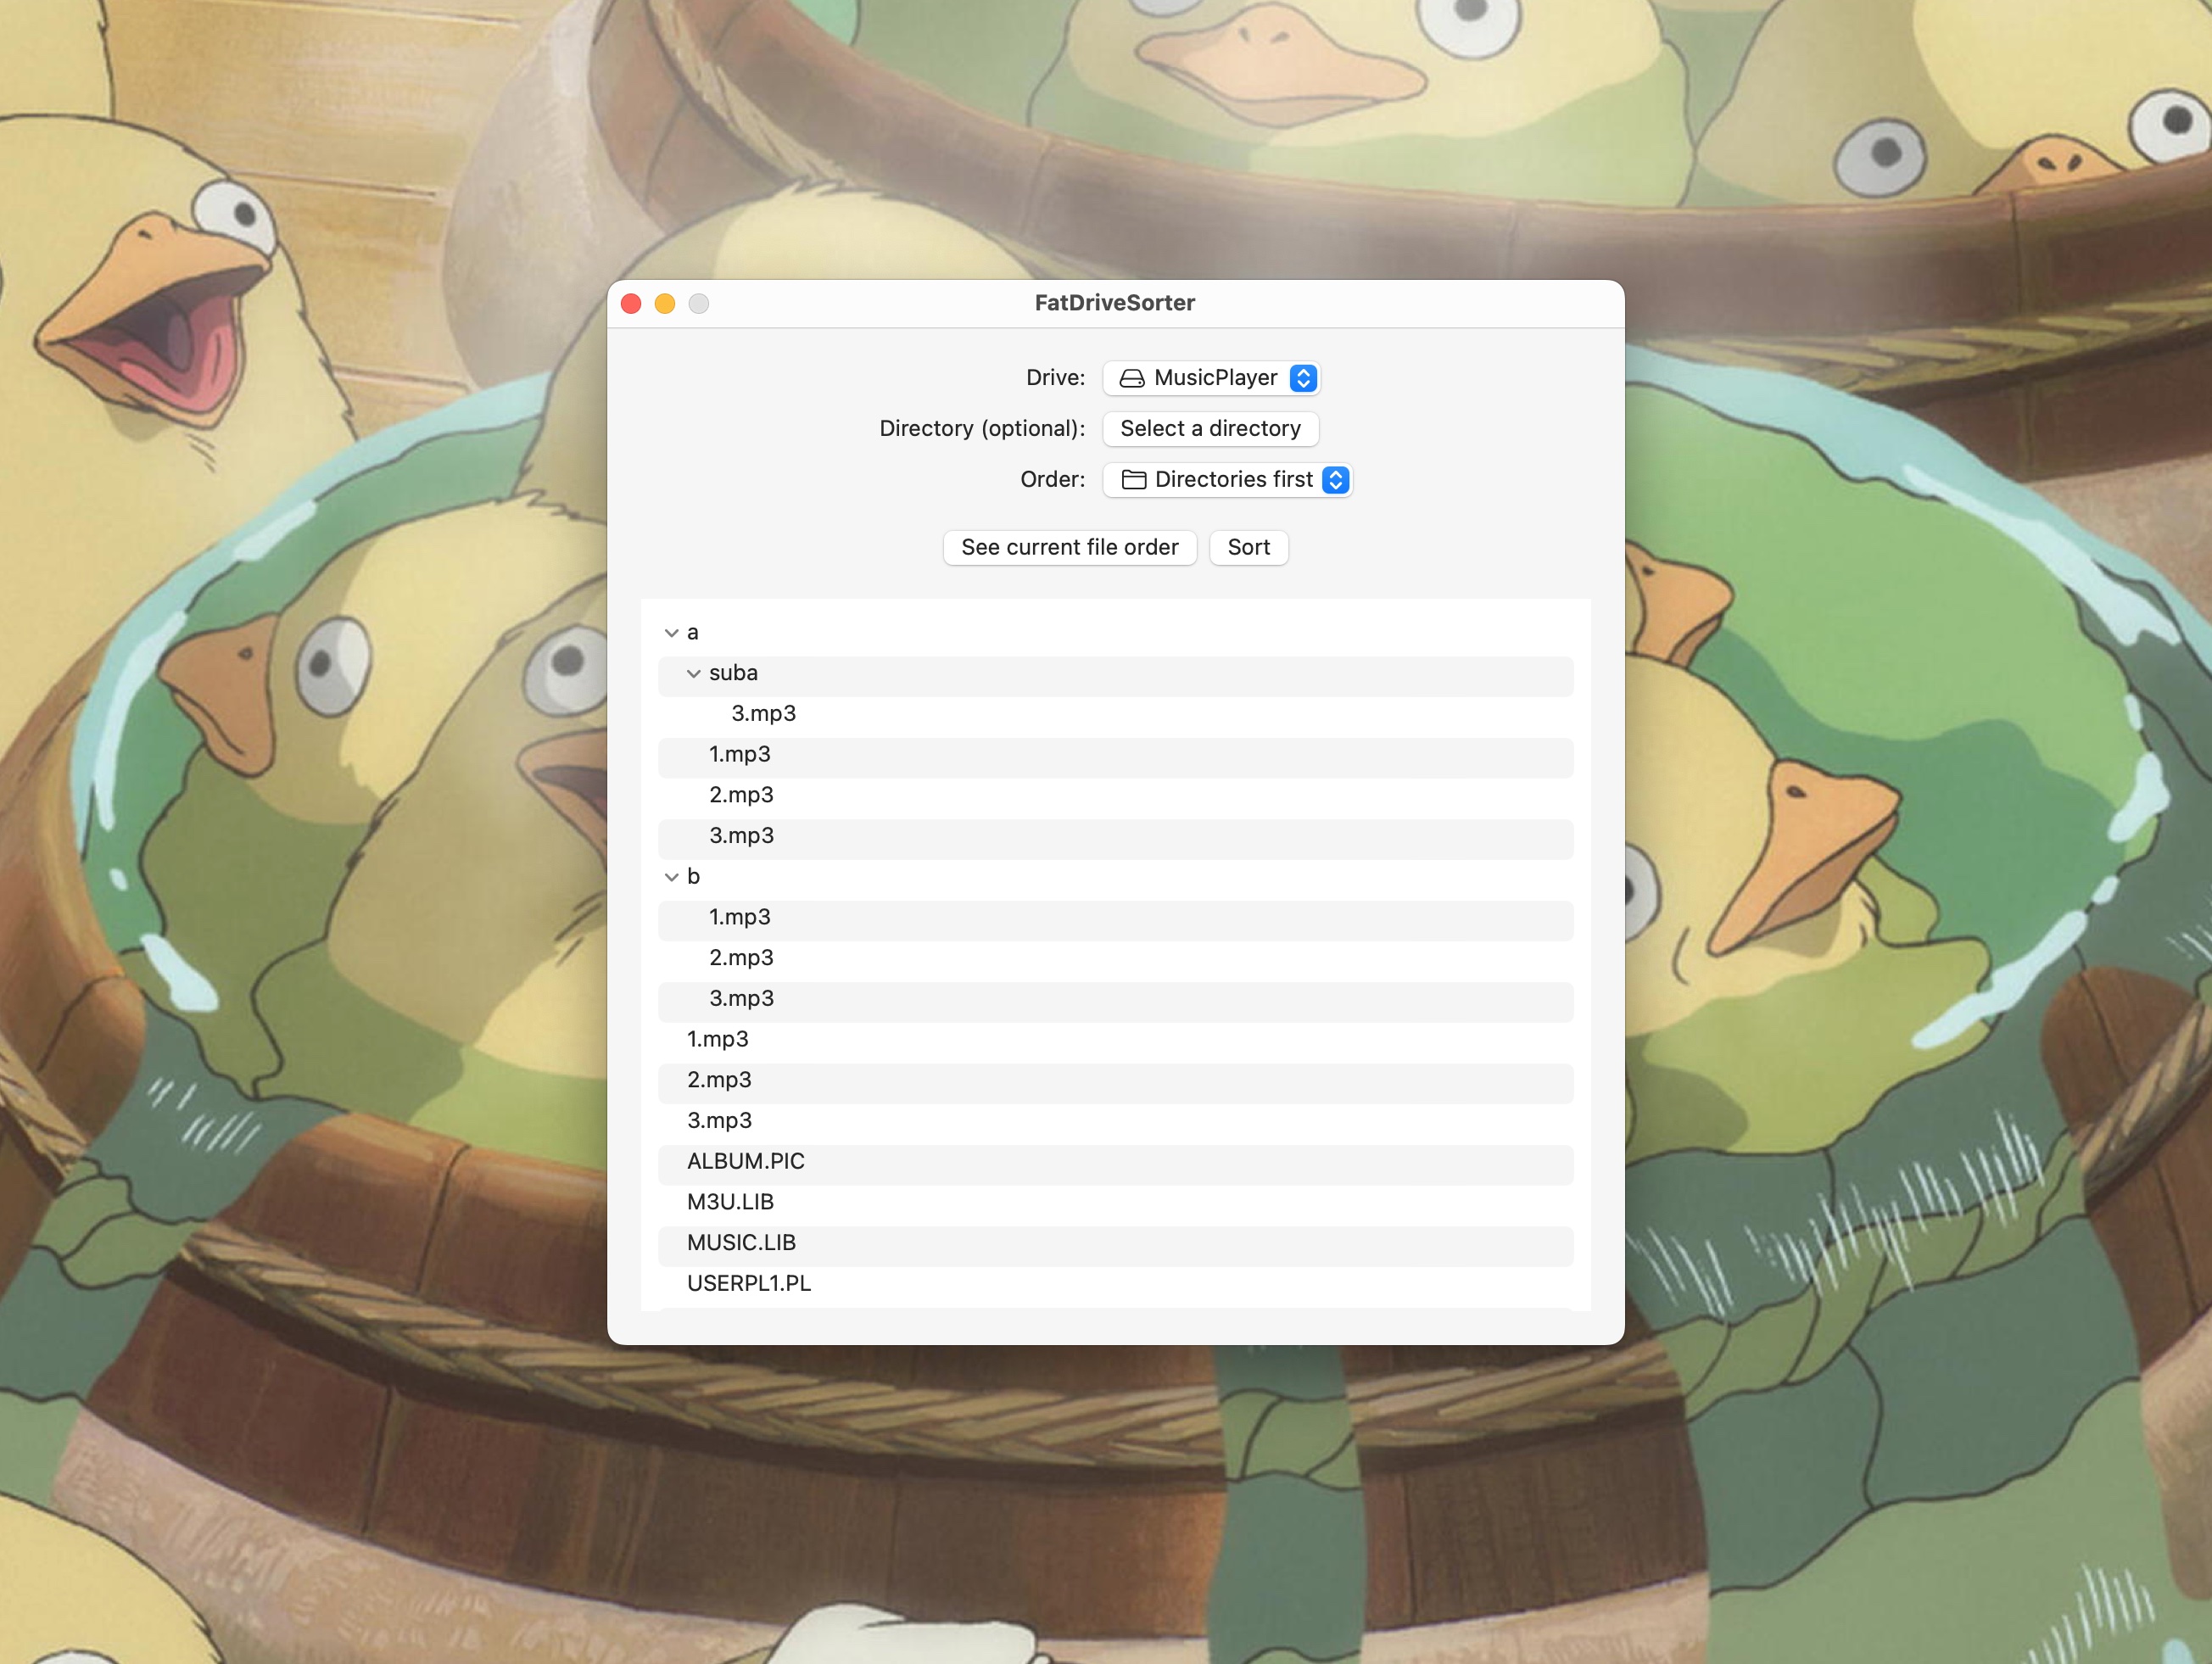 FatDriveSorter
Drive: MusicPlayer
Directory (optional): Select a directory
Order: Directories first
See current file order Sort
a
suba
3.mp3
1.mp3
2.mp3
3.mp3
b
1.mp3
2.mp3
3.mp3
1.mp3
2.mp3
3.mp3
ALBUM.PIC
M3U.LIB
MUSIC.LIB
USERPL1.PL